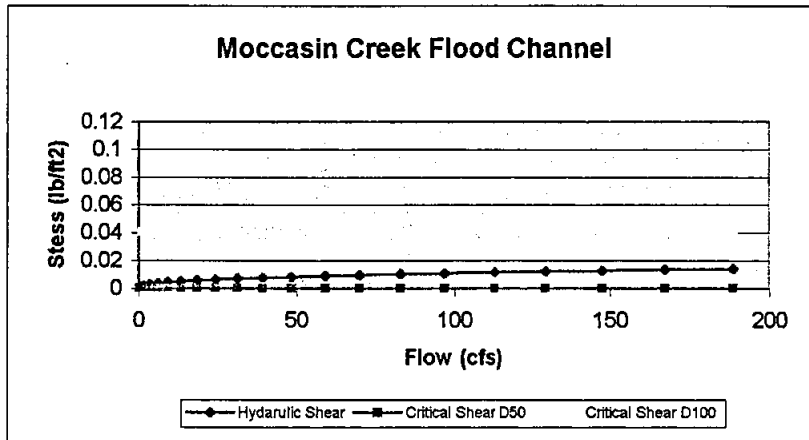 Moccasin Creek Flood Channel
Stess (lb/ft2)
0.12
0.1
0.08
0.06
0.04
0.02
0
0 50 100 150 200
Flow (cfs)
Hydarulic Shear Critical Shear D50 Critical Shear D100